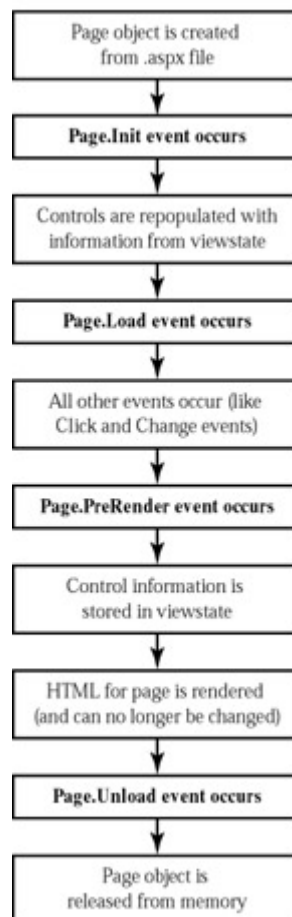 Page object is created
from .aspx file
Page.Init event occurs
Controls are repopulated with
information from viewstate
Page.Load event occurs
All other events occur (like
Click and Change events)
Page.PreRender event occurs
Control information is
stored in viewstate
HTML for page is rendered
(and can no longer be changed)
Page.Unload event occurs
Page object is
released from memory